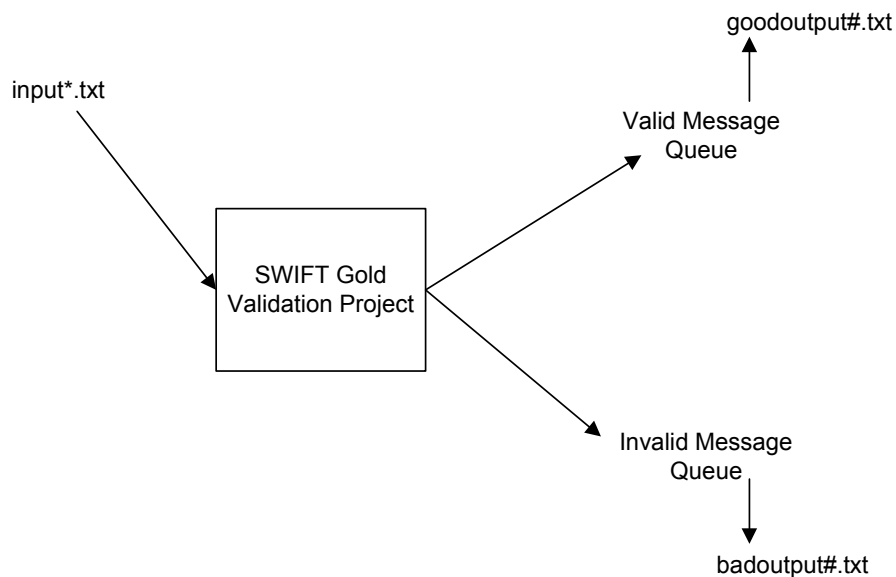 goodoutput#.txt
input*.txt
Valid Message
Queue
SWIFT Gold
Validation Project
Invalid Message
Queue
badoutput#.txt